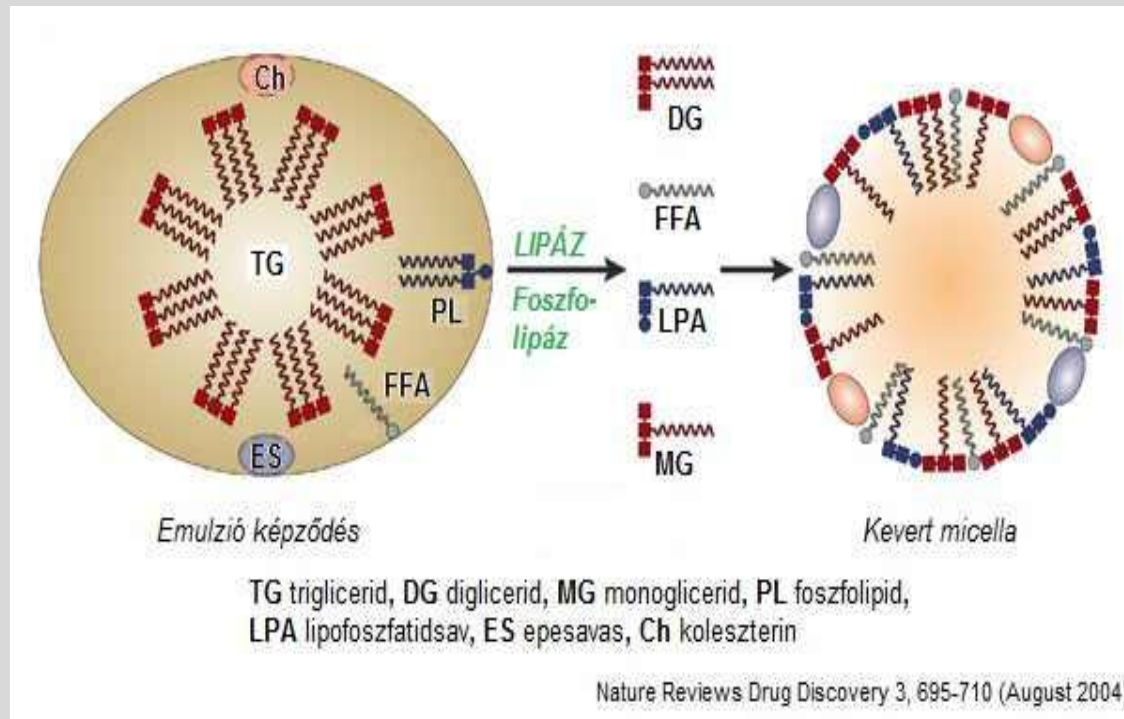 Ch
TG
PL
FFA
ES
LIPÁZ
Foszfo-
lipáz
DG
FFA
LPA
MG
Emulzió képződés
Kevert micella
TG triglicerid, DG diglicerid, MG monoglicerid, PL foszfolipid,
LPA lipofoszfatidsav, ES epesavas, Ch koleszterin
Nature Reviews Drug Discovery 3, 695-710 (August 2004)